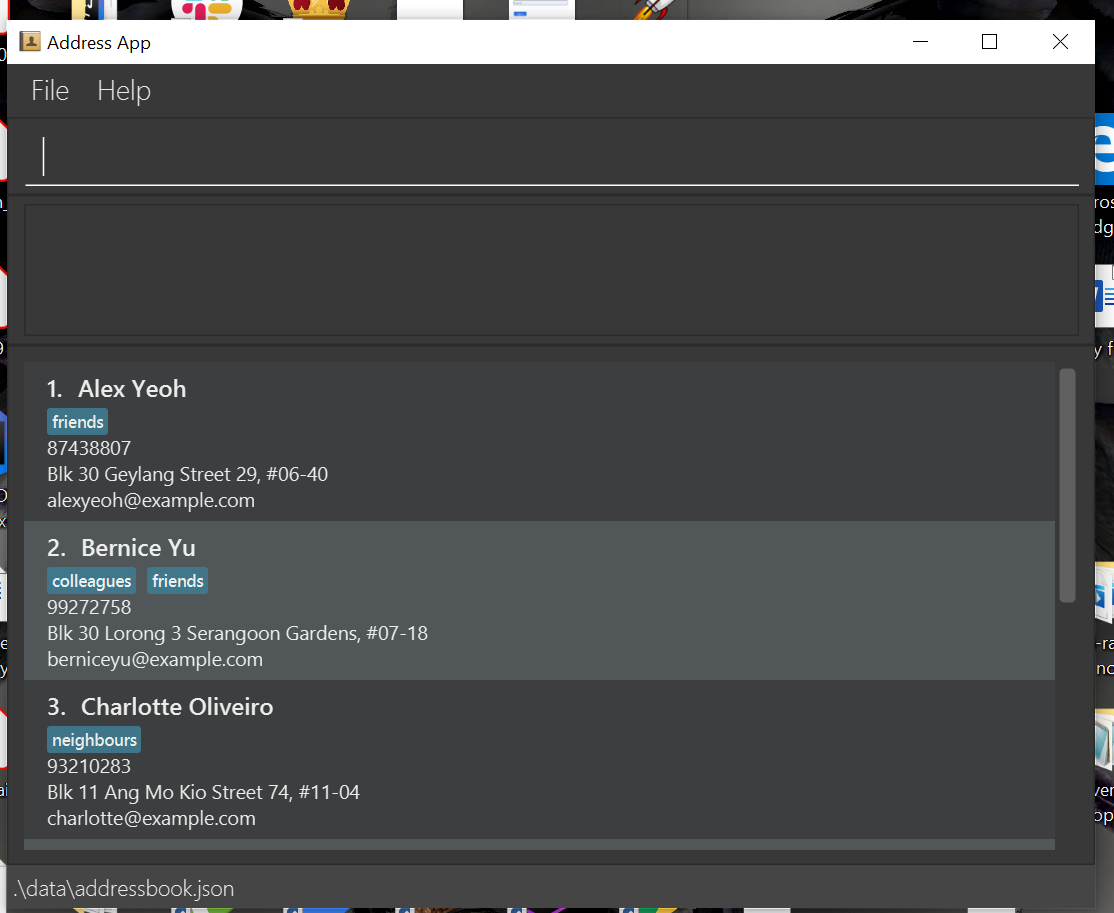 Address App
File Help
1. Alex Yeoh
friends
87438807
Blk 30 Geylang Street 29, #06-40
alexyeoh@example.com
2. Bernice Yu
colleagues friends
99272758
Blk 30 Lorong 3 Serangoon Gardens, #07-18
berniceyu@example.com
3. Charlotte Oliveiro
neighbours
93210283
Blk 11 Ang Mo Kio Street 74, #11-04
charlotte@example.com
.\data\addressbook.json